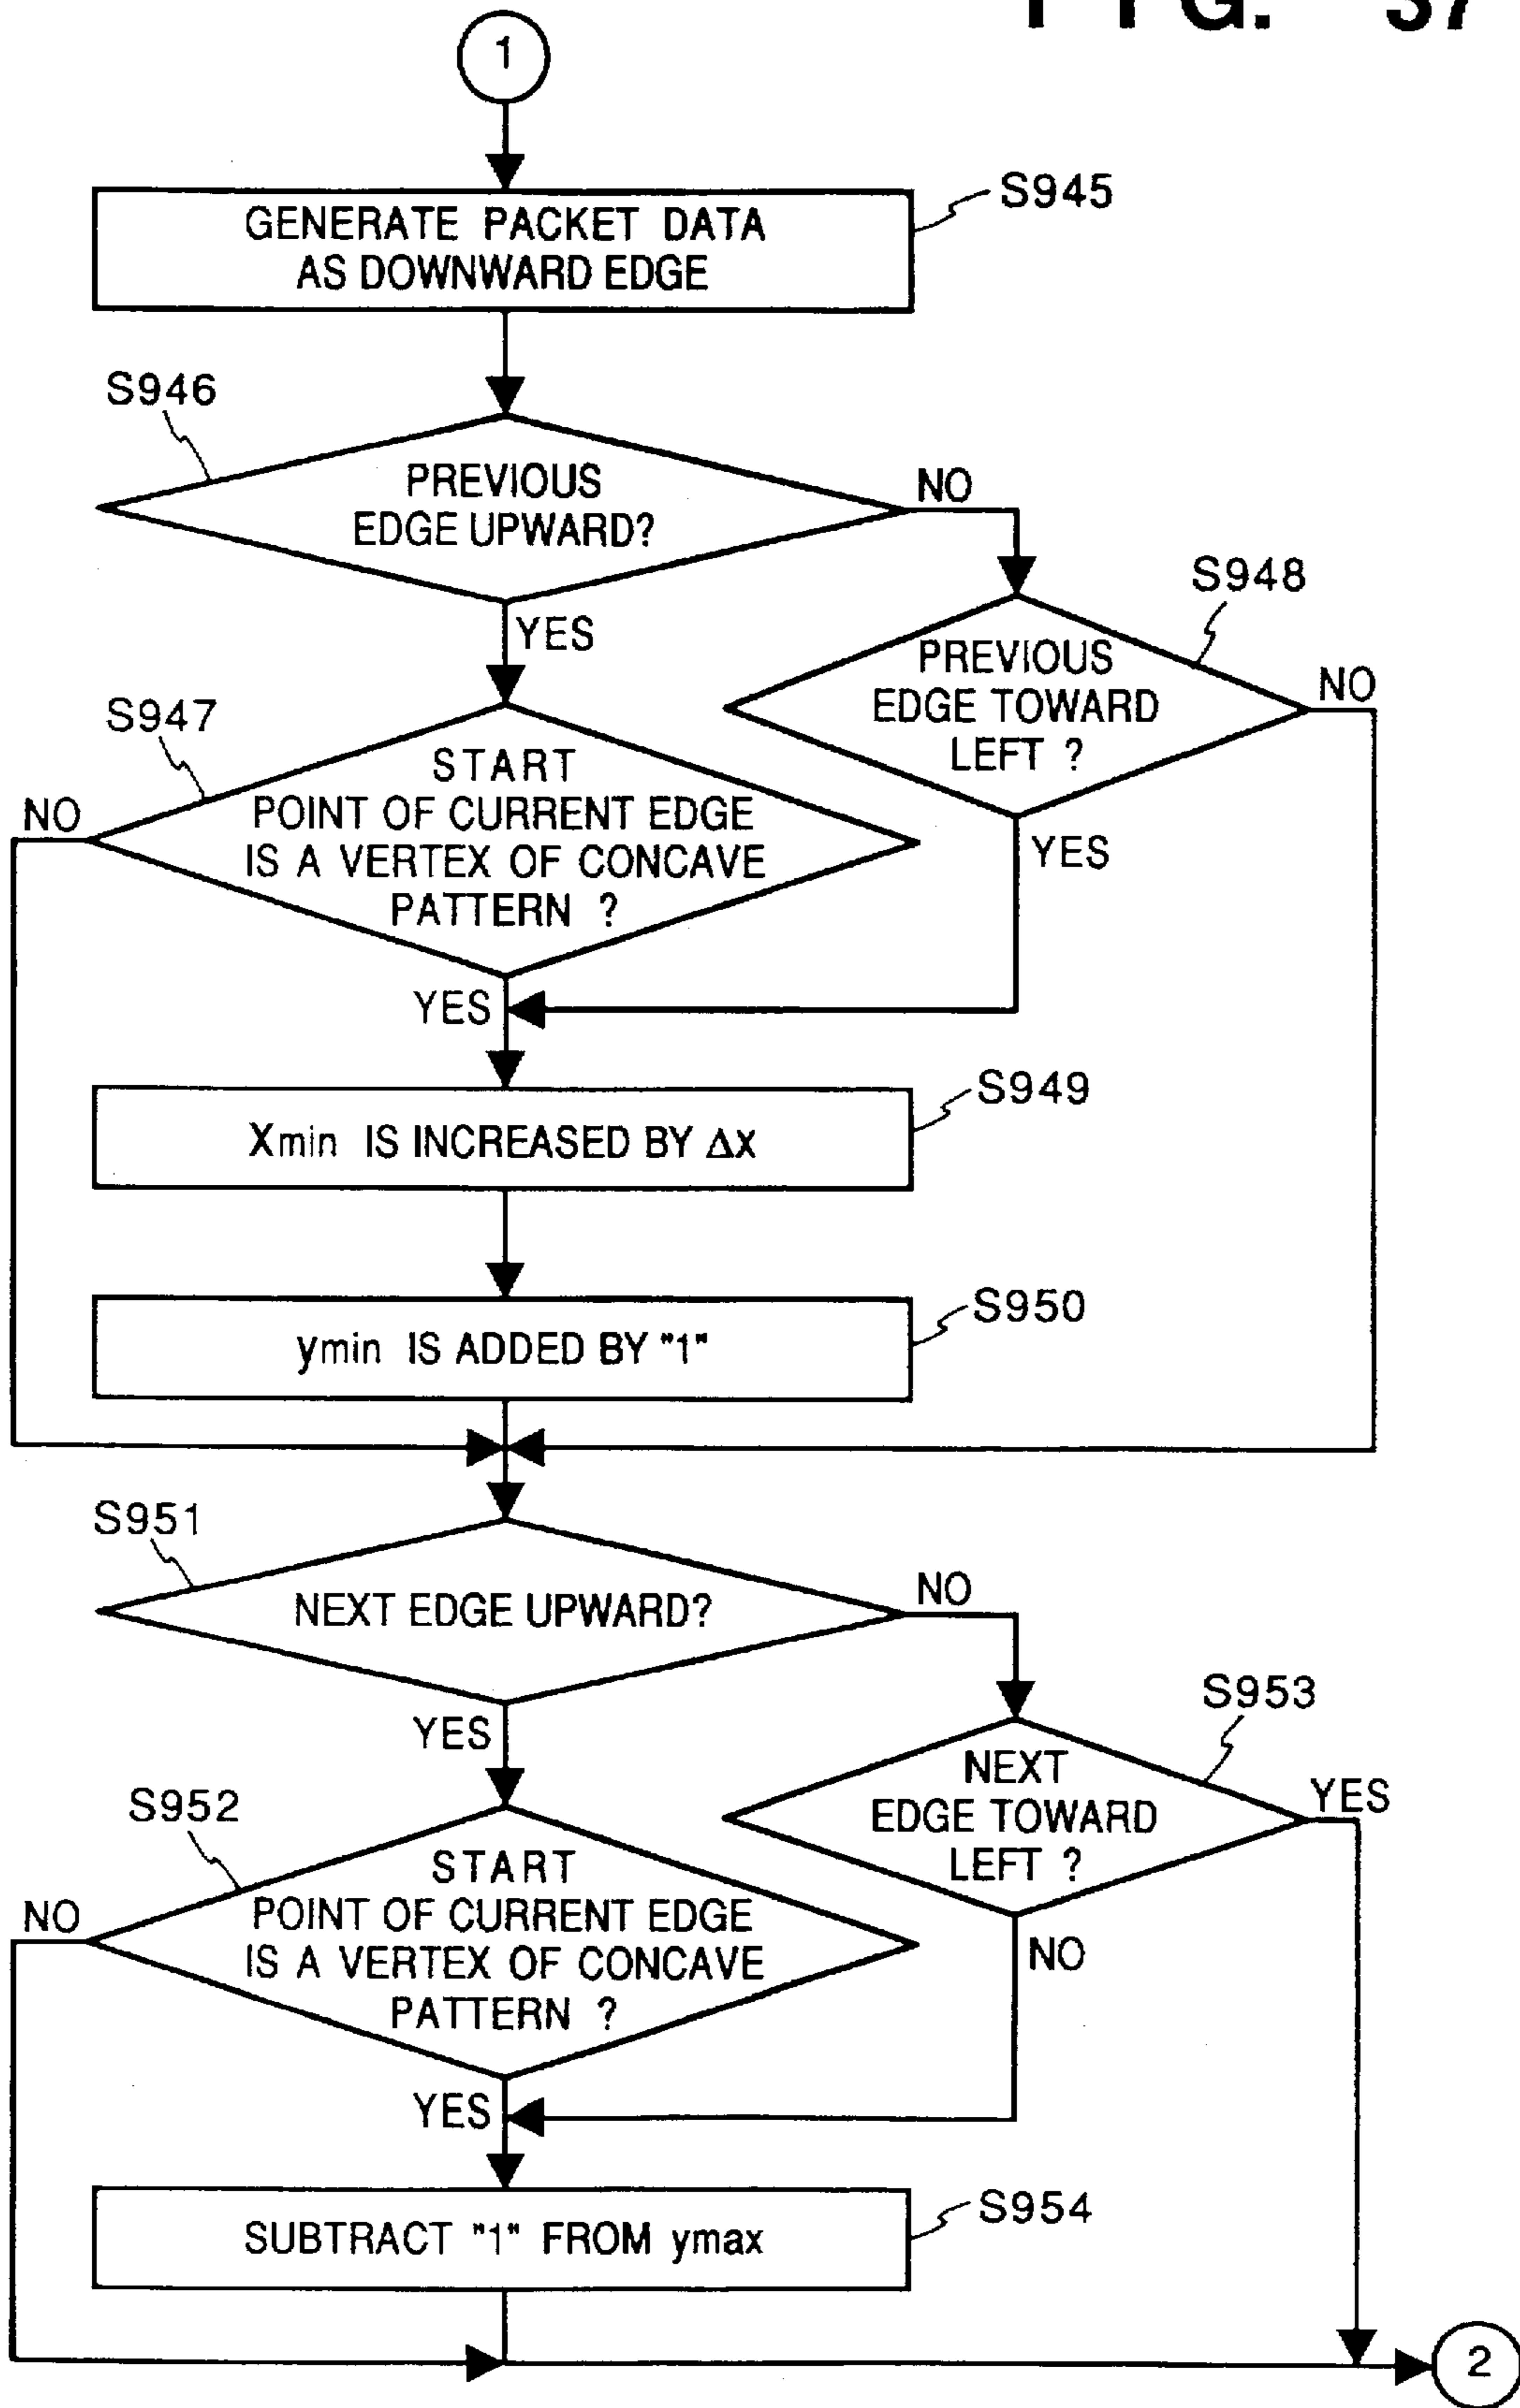 FIG. 37
1
GENERATE PACKET DATA
AS DOWNWARD EDGE
S945
S946
PREVIOUS
EDGE UPWARD?
NO
YES
S948
PREVIOUS
EDGE TOWARD
LEFT ?
NO
YES
S947
START
POINT OF CURRENT EDGE
IS A VERTEX OF CONCAVE
PATTERN ?
NO
YES
S949
Xmin IS INCREASED BY Δx
S950
ymin IS ADDED BY "1"
S951
NEXT EDGE UPWARD?
NO
YES
S953
NEXT
EDGE TOWARD
LEFT ?
YES
NO
S952
START
POINT OF CURRENT EDGE
IS A VERTEX OF CONCAVE
PATTERN ?
NO
YES
S954
SUBTRACT "1" FROM ymax
2